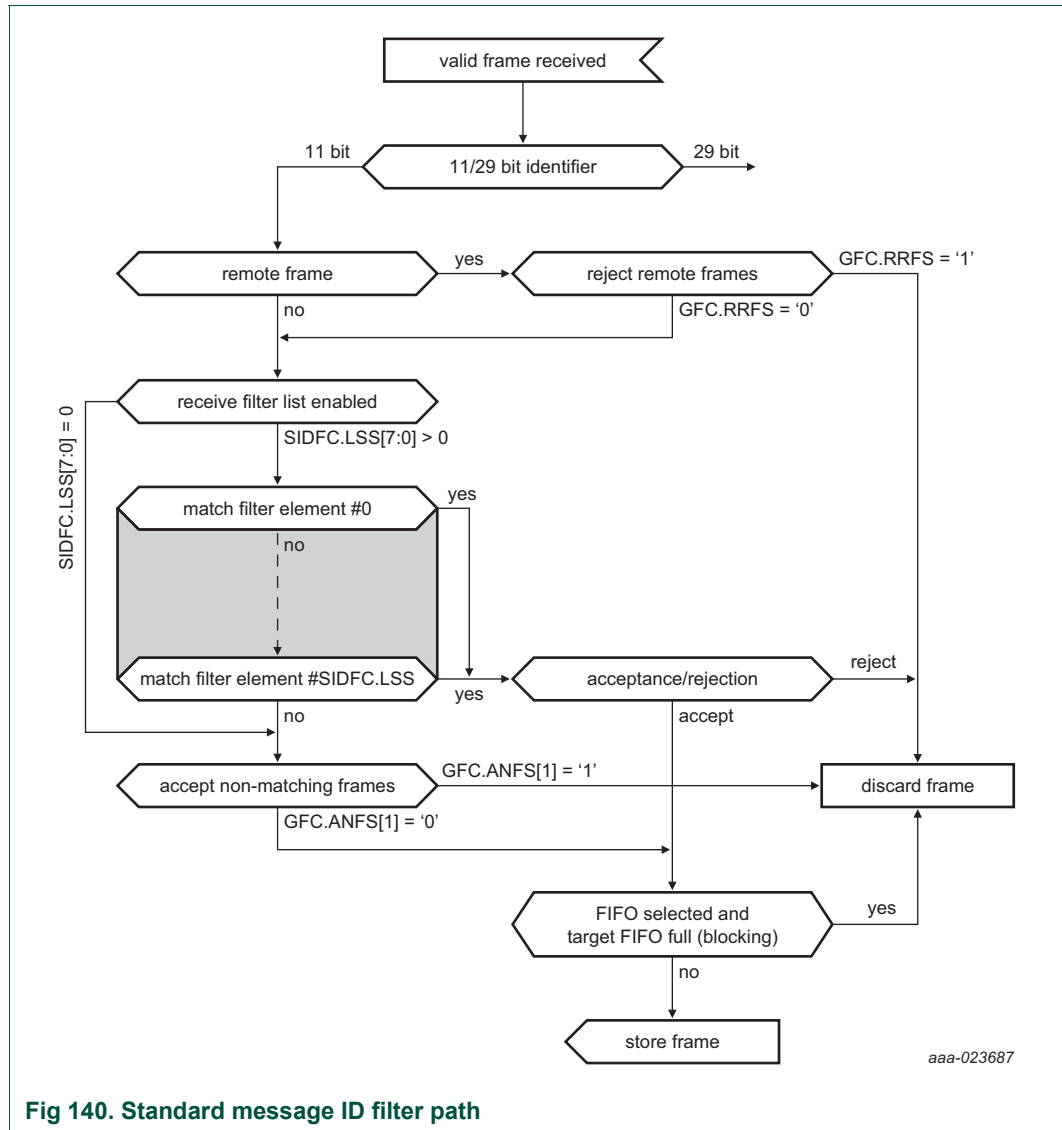 valid frame received
11 bit
11/29 bit identifier
29 bit
remote frame
yes
reject remote frames
GFC.RRFS = ‘1’
no
GFC.RRFS = ‘0’
receive filter list enabled
SIDFC.LSS[7:0] = 0
SIDFC.LSS[7:0] > 0
match filter element #0
yes
no
match filter element #SIDFC.LSS
yes
acceptance/rejection
reject
no
accept
accept non-matching frames
GFC.ANFS[1] = ‘1’
discard frame
GFC.ANFS[1] = ‘0’
FIFO selected and
target FIFO full (blocking)
yes
no
store frame
aaa-023687
Fig 140. Standard message ID filter path